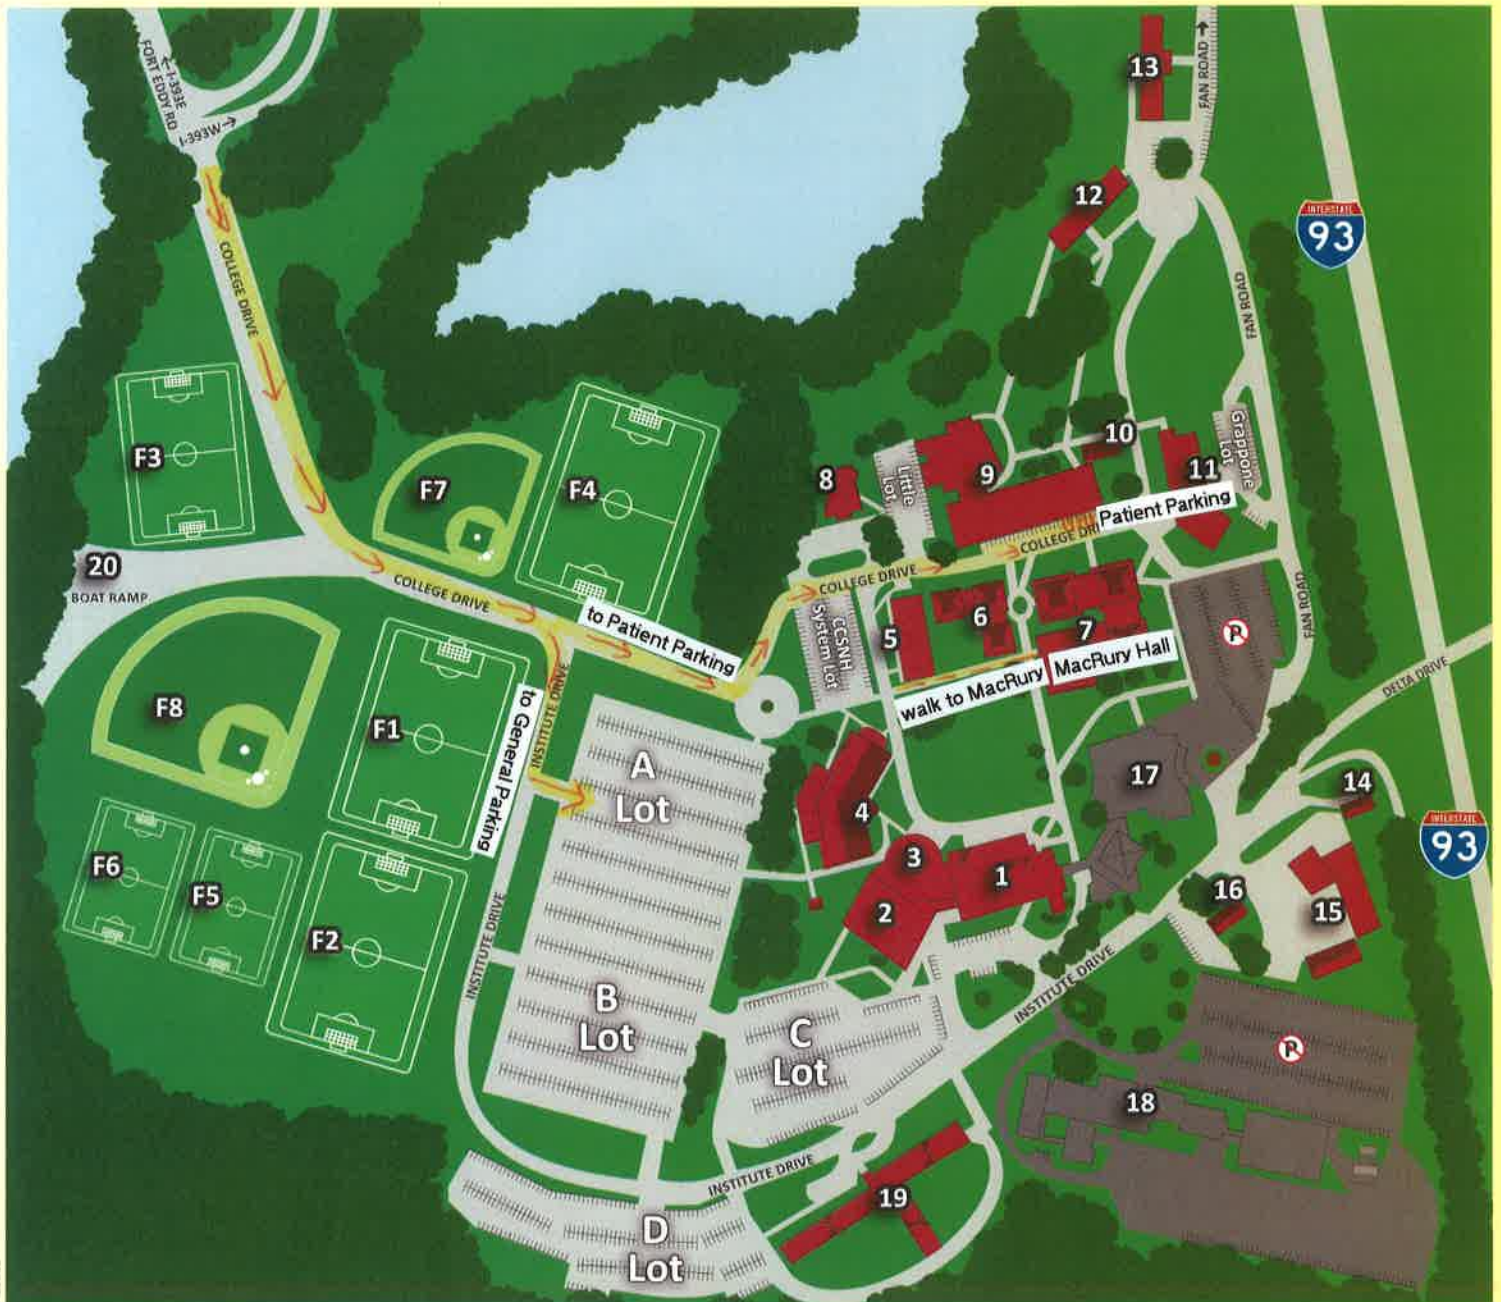 FORT EDDY RD
←I-393E
I-393W→
13
FAN ROAD →
12
INTERSTATE
93
COLLEGE DRIVE
FAN ROAD
F3
F7
F4
8
Little
Lot
9
10
11
Grappone
Lot
Patient Parking
COLLEGE DRI
20
BOAT RAMP
COLLEGE DRIVE
to Patient Parking
COLLEGE DRIVE
CCSNH
System Lot
5
6
7
P
FAN ROAD
MacRury Hall
walk to MacRury
DELTA DRIVE
F8
F1
to General Parking
INSTITUTE DRIVE
A
Lot
4
17
14
INTERSTATE
93
F6
F5
F2
3
2
1
16
15
INSTITUTE DRIVE
B
Lot
C
Lot
INSTITUTE DRIVE
P
18
INSTITUTE DRIVE
19
D
Lot